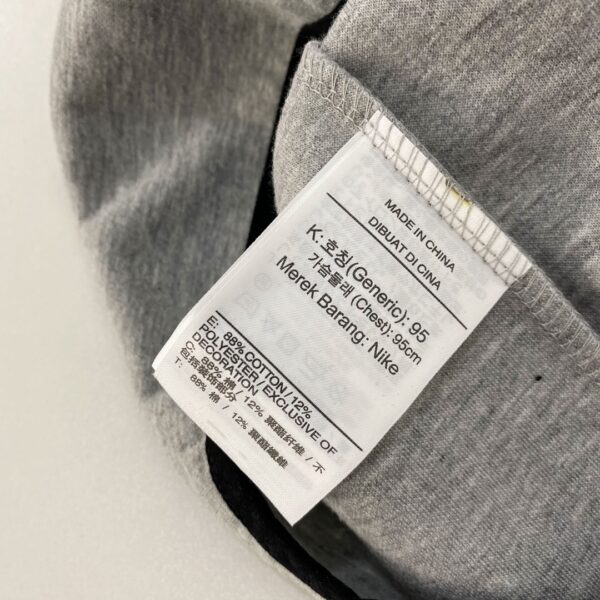 MADE IN CHINA
DIBUAT DI CINA
K: 호칭(Generic): 95
가슴둘레 (Chest): 95cm
Merek Barang: Nike
E: 88% COTTON / 12%
POLYESTER / EXCLUSIVE OF
DECORATION
C: 88% 棉 / 12% 聚酯纤维 / 不
包括装饰部分
T: 88% 棉 / 12% 聚酯纖維